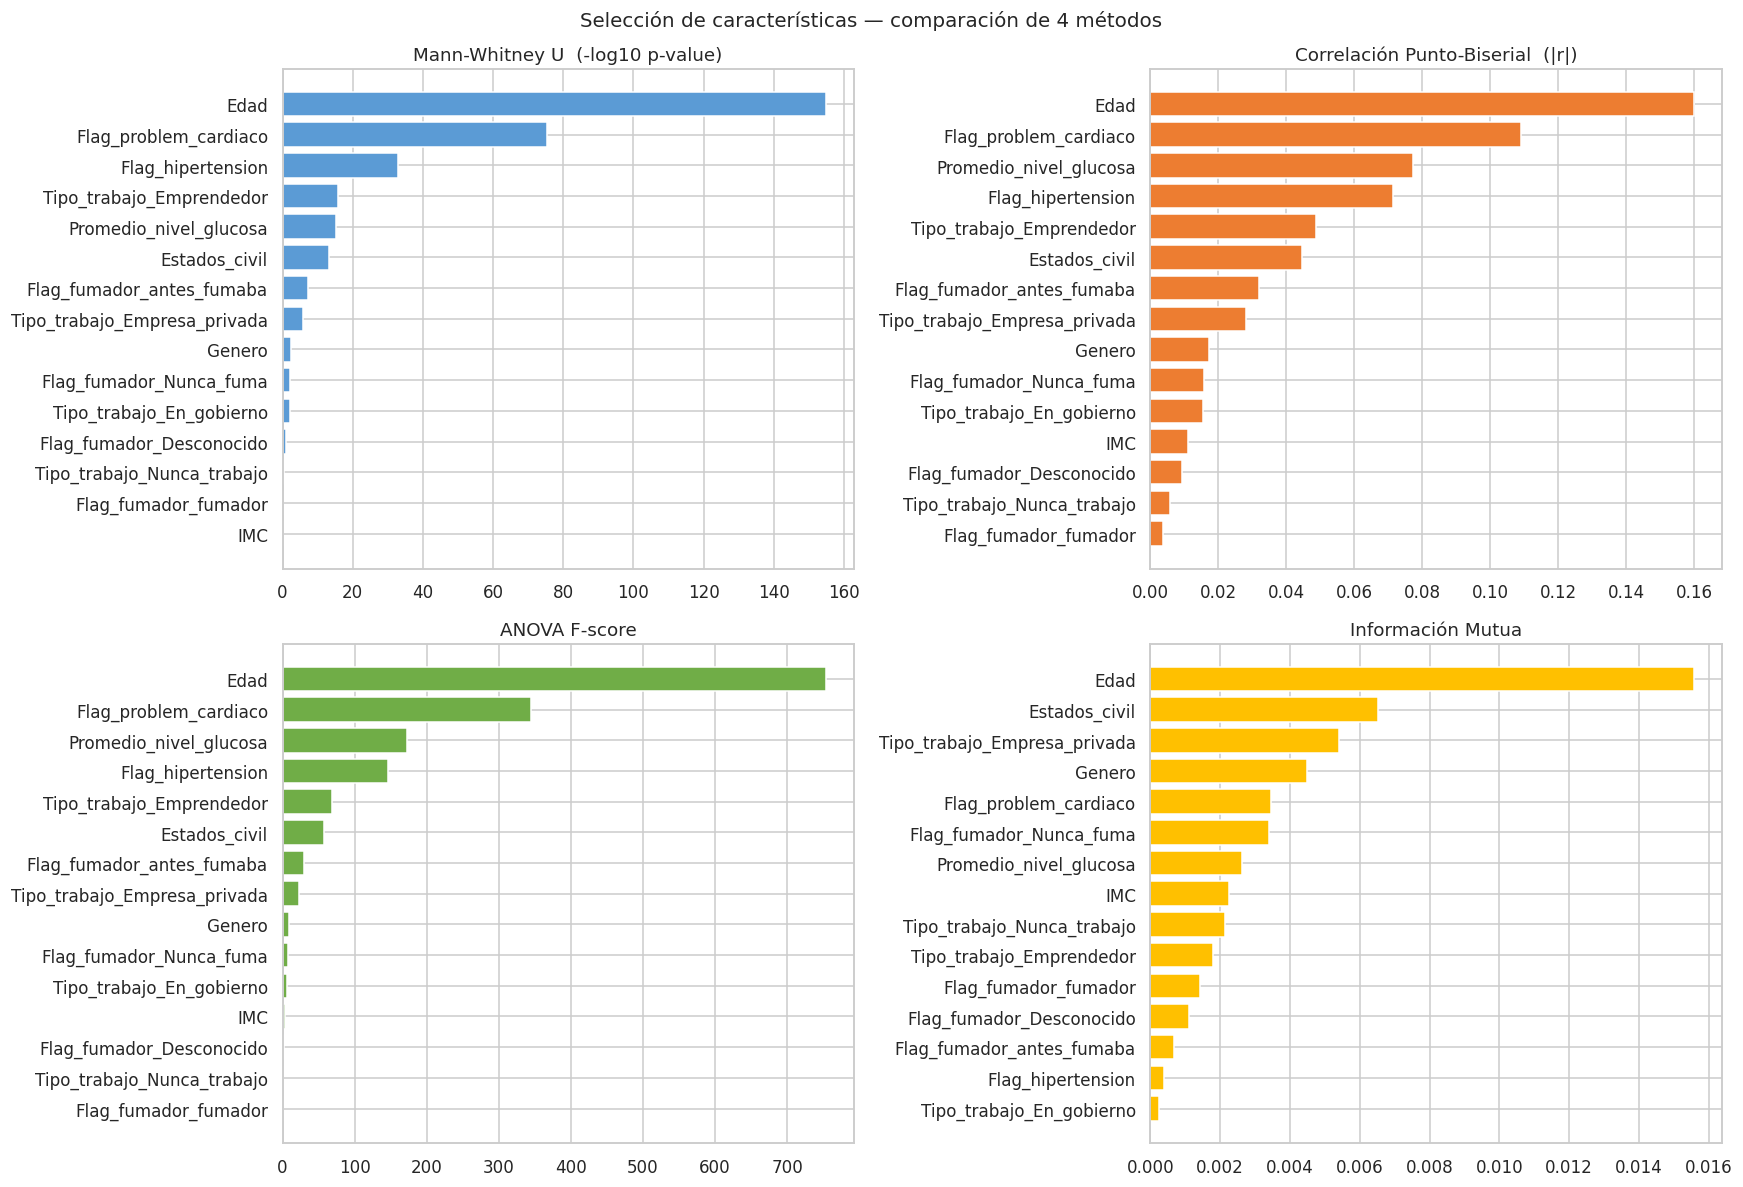 Selección de características — comparación de 4 métodos
Mann-Whitney U  (-log10 p-value)
Edad
Flag_problem_cardiaco
Flag_hipertension
Tipo_trabajo_Emprendedor
Promedio_nivel_glucosa
Estados_civil
Flag_fumador_antes_fumaba
Tipo_trabajo_Empresa_privada
Genero
Flag_fumador_Nunca_fuma
Tipo_trabajo_En_gobierno
Flag_fumador_Desconocido
Tipo_trabajo_Nunca_trabajo
Flag_fumador_fumador
IMC
0 20 40 60 80 100 120 140 160
Correlación Punto-Biserial  (|r|)
Edad
Flag_problem_cardiaco
Promedio_nivel_glucosa
Flag_hipertension
Tipo_trabajo_Emprendedor
Estados_civil
Flag_fumador_antes_fumaba
Tipo_trabajo_Empresa_privada
Genero
Flag_fumador_Nunca_fuma
Tipo_trabajo_En_gobierno
IMC
Flag_fumador_Desconocido
Tipo_trabajo_Nunca_trabajo
Flag_fumador_fumador
0.00 0.02 0.04 0.06 0.08 0.10 0.12 0.14 0.16
ANOVA F-score
Edad
Flag_problem_cardiaco
Promedio_nivel_glucosa
Flag_hipertension
Tipo_trabajo_Emprendedor
Estados_civil
Flag_fumador_antes_fumaba
Tipo_trabajo_Empresa_privada
Genero
Flag_fumador_Nunca_fuma
Tipo_trabajo_En_gobierno
IMC
Flag_fumador_Desconocido
Tipo_trabajo_Nunca_trabajo
Flag_fumador_fumador
0 100 200 300 400 500 600 700
Información Mutua
Edad
Estados_civil
Tipo_trabajo_Empresa_privada
Genero
Flag_problem_cardiaco
Flag_fumador_Nunca_fuma
Promedio_nivel_glucosa
IMC
Tipo_trabajo_Nunca_trabajo
Tipo_trabajo_Emprendedor
Flag_fumador_fumador
Flag_fumador_Desconocido
Flag_fumador_antes_fumaba
Flag_hipertension
Tipo_trabajo_En_gobierno
0.000 0.002 0.004 0.006 0.008 0.010 0.012 0.014 0.016